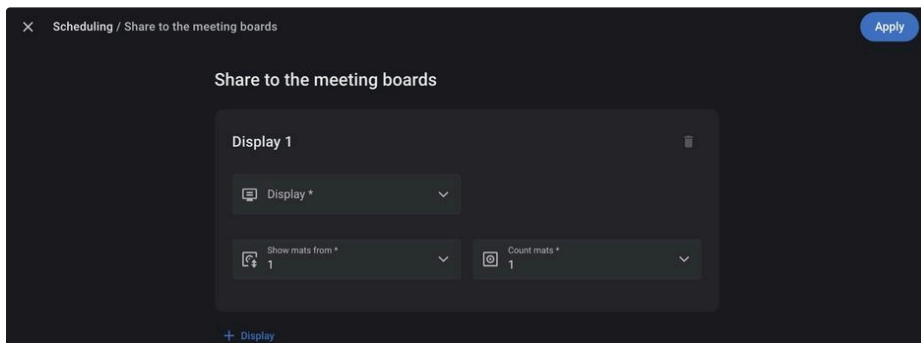 Scheduling / Share to the meeting boards
Apply
Share to the meeting boards
Display 1
Display *
Show mats from *
1
Count mats *
1
+ Display